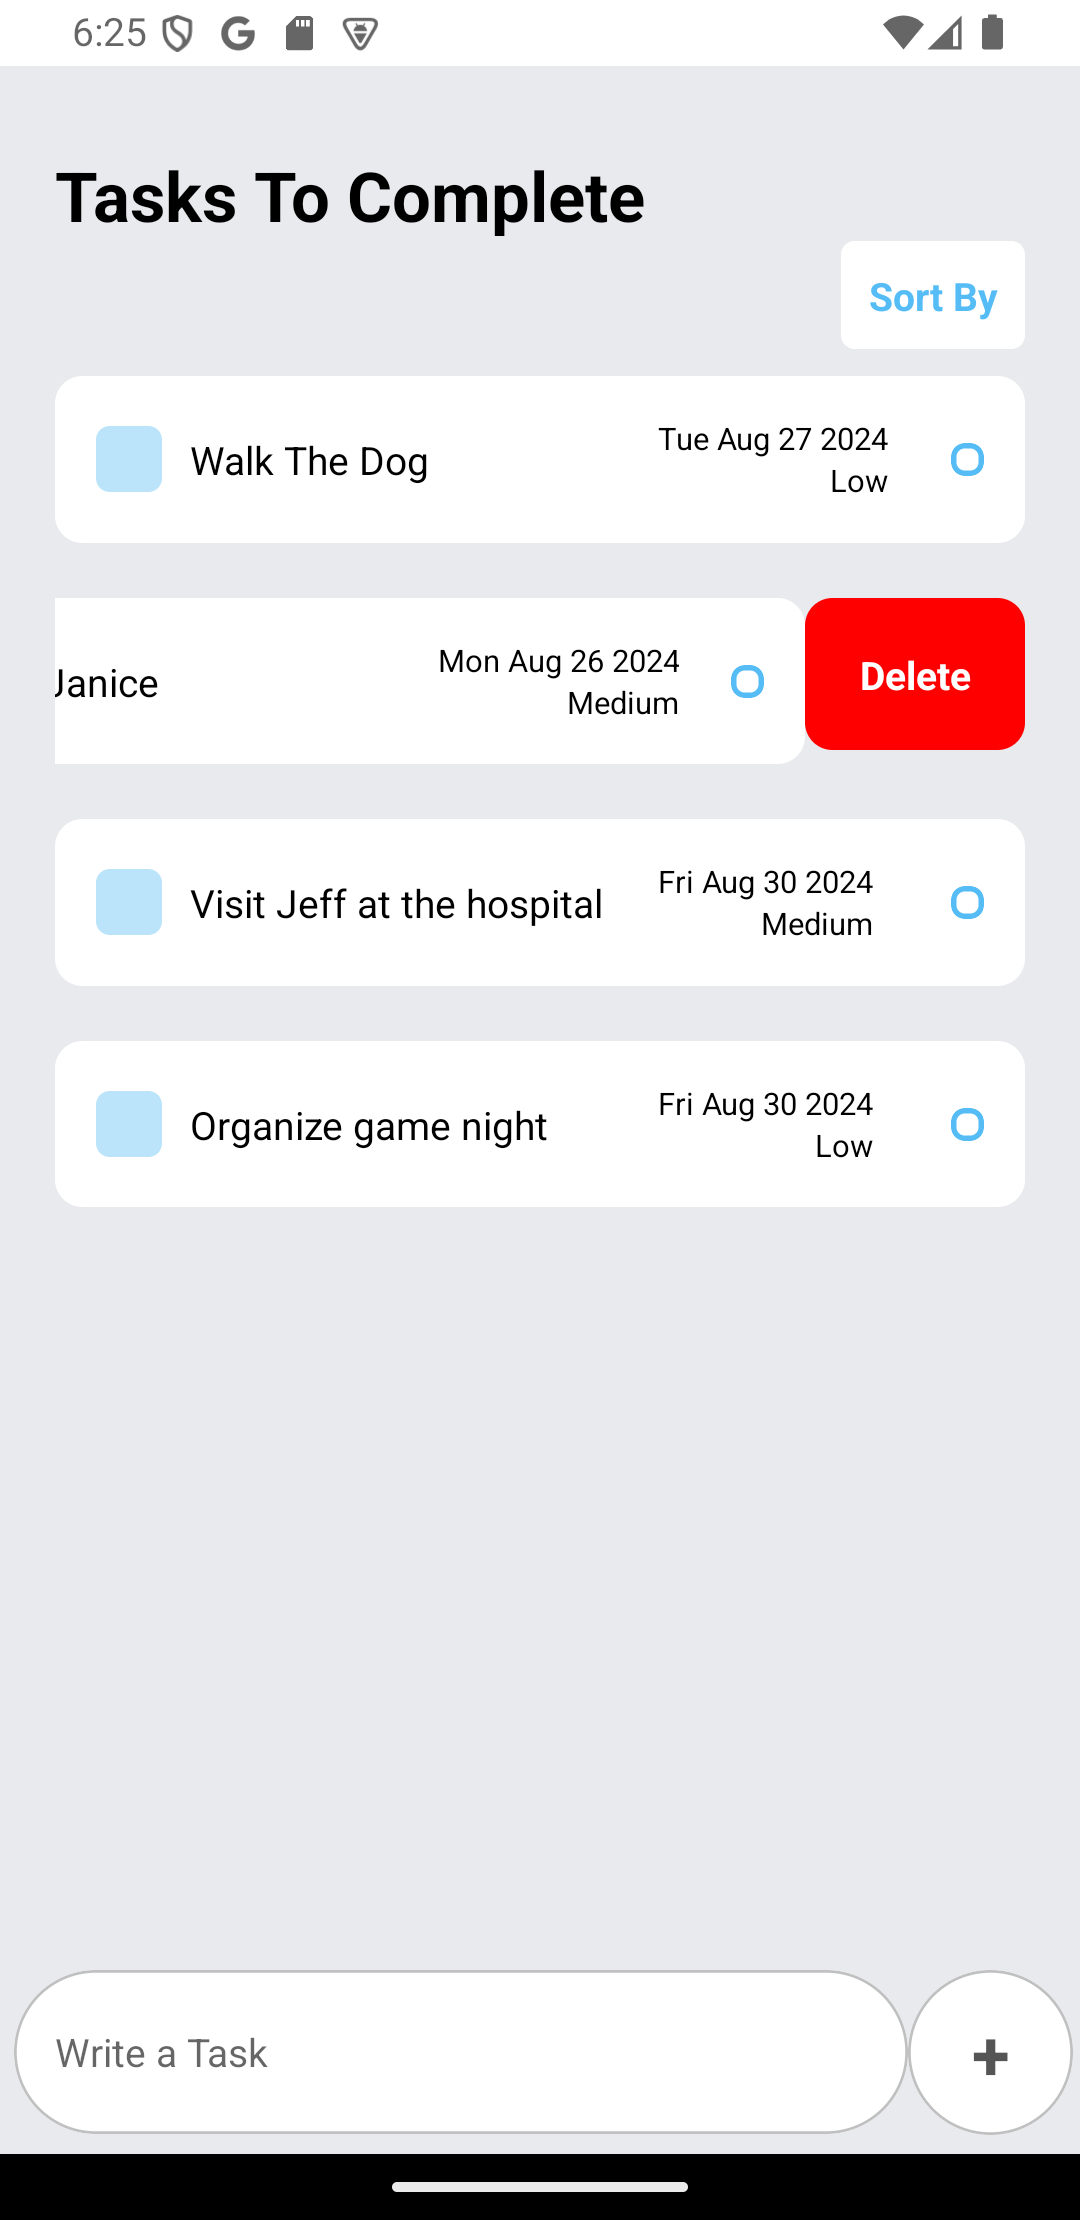 6:25
Tasks To Complete
Sort By
Walk The Dog
Tue Aug 27 2024
Low
Janice
Mon Aug 26 2024
Medium
Delete
Visit Jeff at the hospital
Fri Aug 30 2024
Medium
Organize game night
Fri Aug 30 2024
Low
Write a Task
+